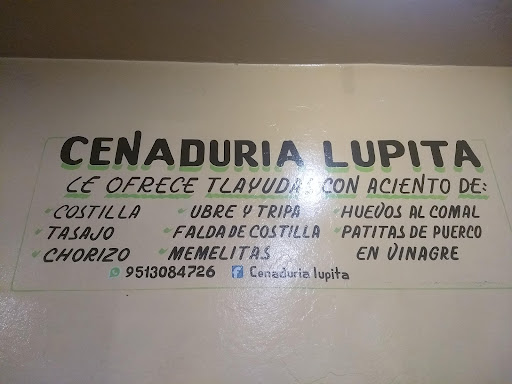 CENADURIA LUPITA
LE OFRECE TLAYUDAS CON ACIENTO DE:
COSTILLA UBRE Y TRIPA HUEVOS AL COMAL
TASAJO FALDA DE COSTILLA PATITAS DE PUERCO
CHORIZO MEMELITAS EN VINAGRE
9513084726 Cenaduria lupita